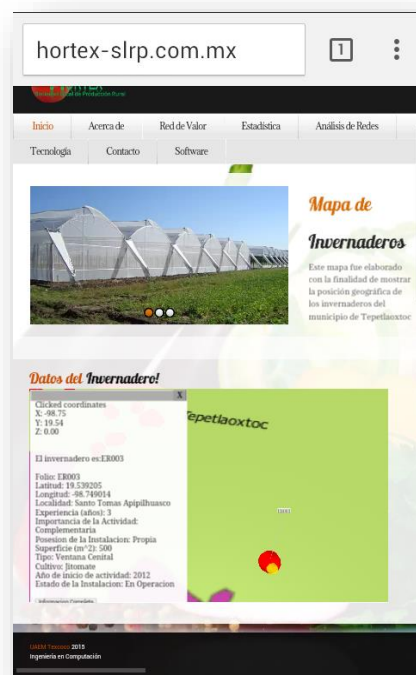 hortex-slrp.com.mx
1
Inicio Acerca de Red de Valor Estadística Análisis de Redes
Tecnologia Contacto Software
Mapa de
Invernaderos
Este mapa fue elaborado
con la finalidad de mostrar
la posición geográfica de
los invernaderos del
municipio de Tepetlaoxtoc
Datos del Invernadero!
X
Clicked coordinates
X: -98.75
Y: 19.54
Z: 0.00
El invernadero es:ER003
Folio: ER003
Latitud: 19.539205
Longitud: -98.749014
Localidad: Santo Tomas Apipilhuasco
Experiencia (años): 3
Importancia de la Actividad:
Complementaria
Posesion de la Instalacion: Propia
Superficie (m^2): 500
Tipo: Ventana Cenital
Cultivo: Jitomate
Año de inicio de actividad: 2012
Estado de la Instalacion: En Operacion
Informacion Completa
Tepetlaoxtoc
UAEM Texcoco 2015
Ingeniería en Computación